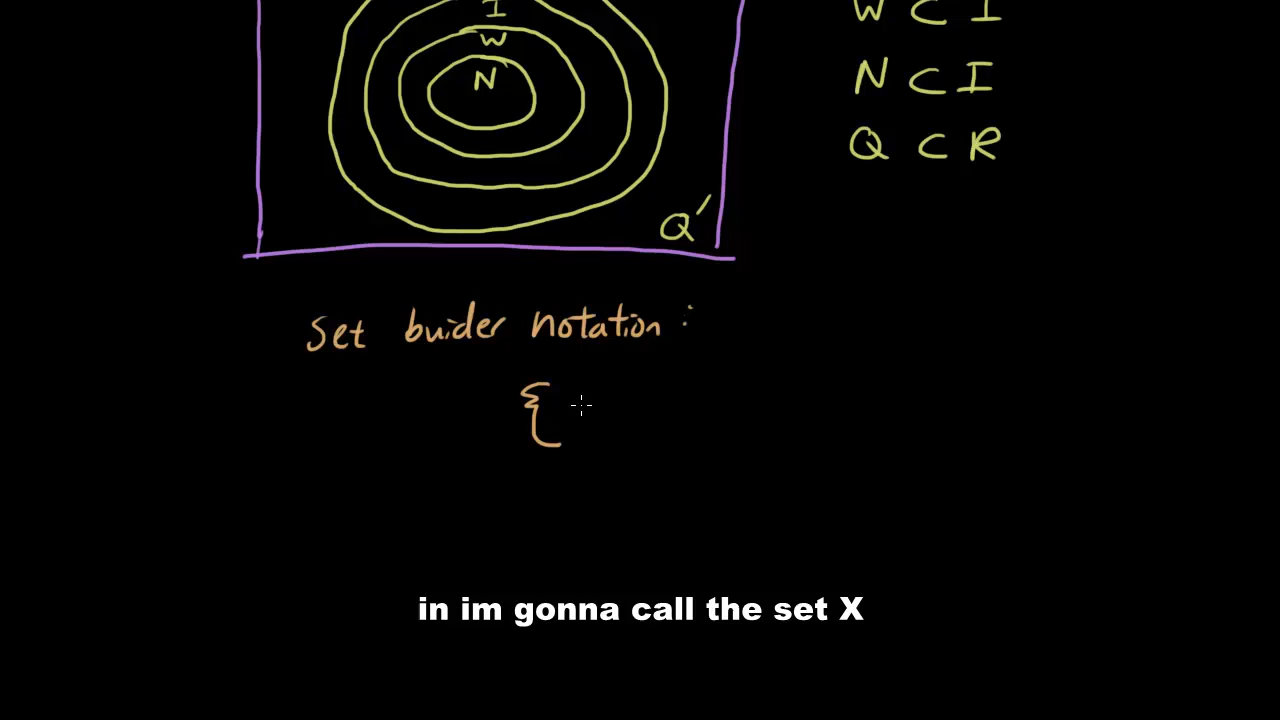 I
W
N
Q'
W ⊂ I
N ⊂ I
Q ⊂ R
Set buider notation :
{
in im gonna call the set X